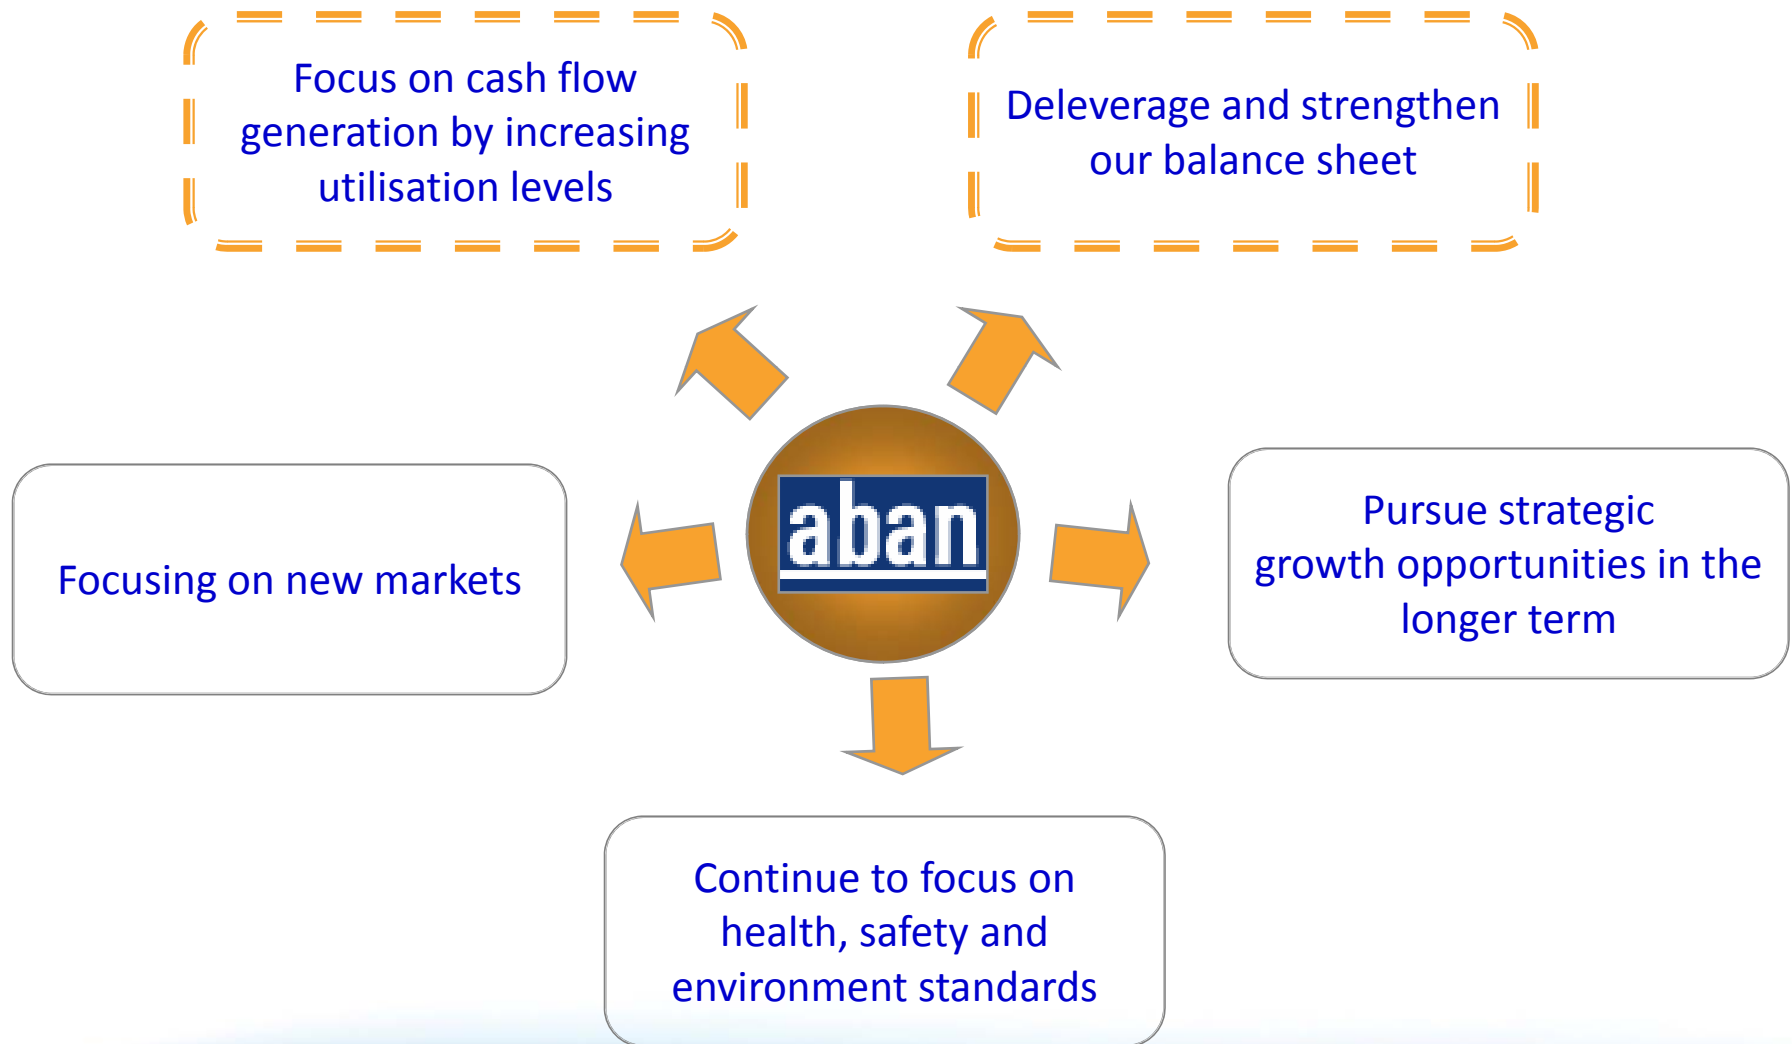 Focus on cash flow
generation by increasing
utilisation levels
Deleverage and strengthen
our balance sheet
aban
Focusing on new markets
Pursue strategic
growth opportunities in the
longer term
Continue to focus on
health, safety and
environment standards